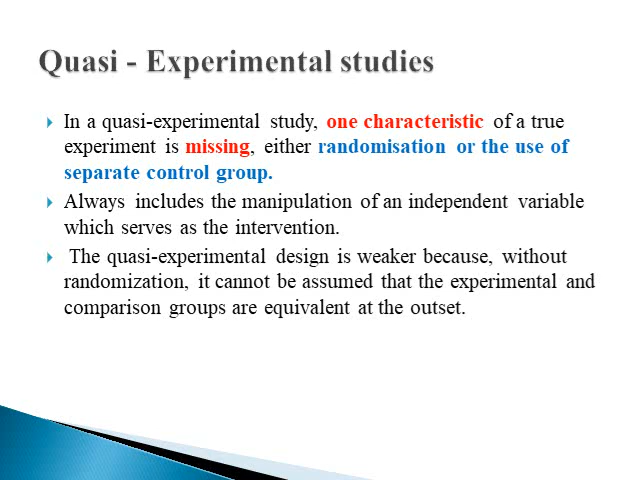 Quasi - Experimental studies
In a quasi-experimental study, one characteristic of a true
experiment is missing, either randomisation or the use of
separate control group.
Always includes the manipulation of an independent variable
which serves as the intervention.
The quasi-experimental design is weaker because, without
randomization, it cannot be assumed that the experimental and
comparison groups are equivalent at the outset.